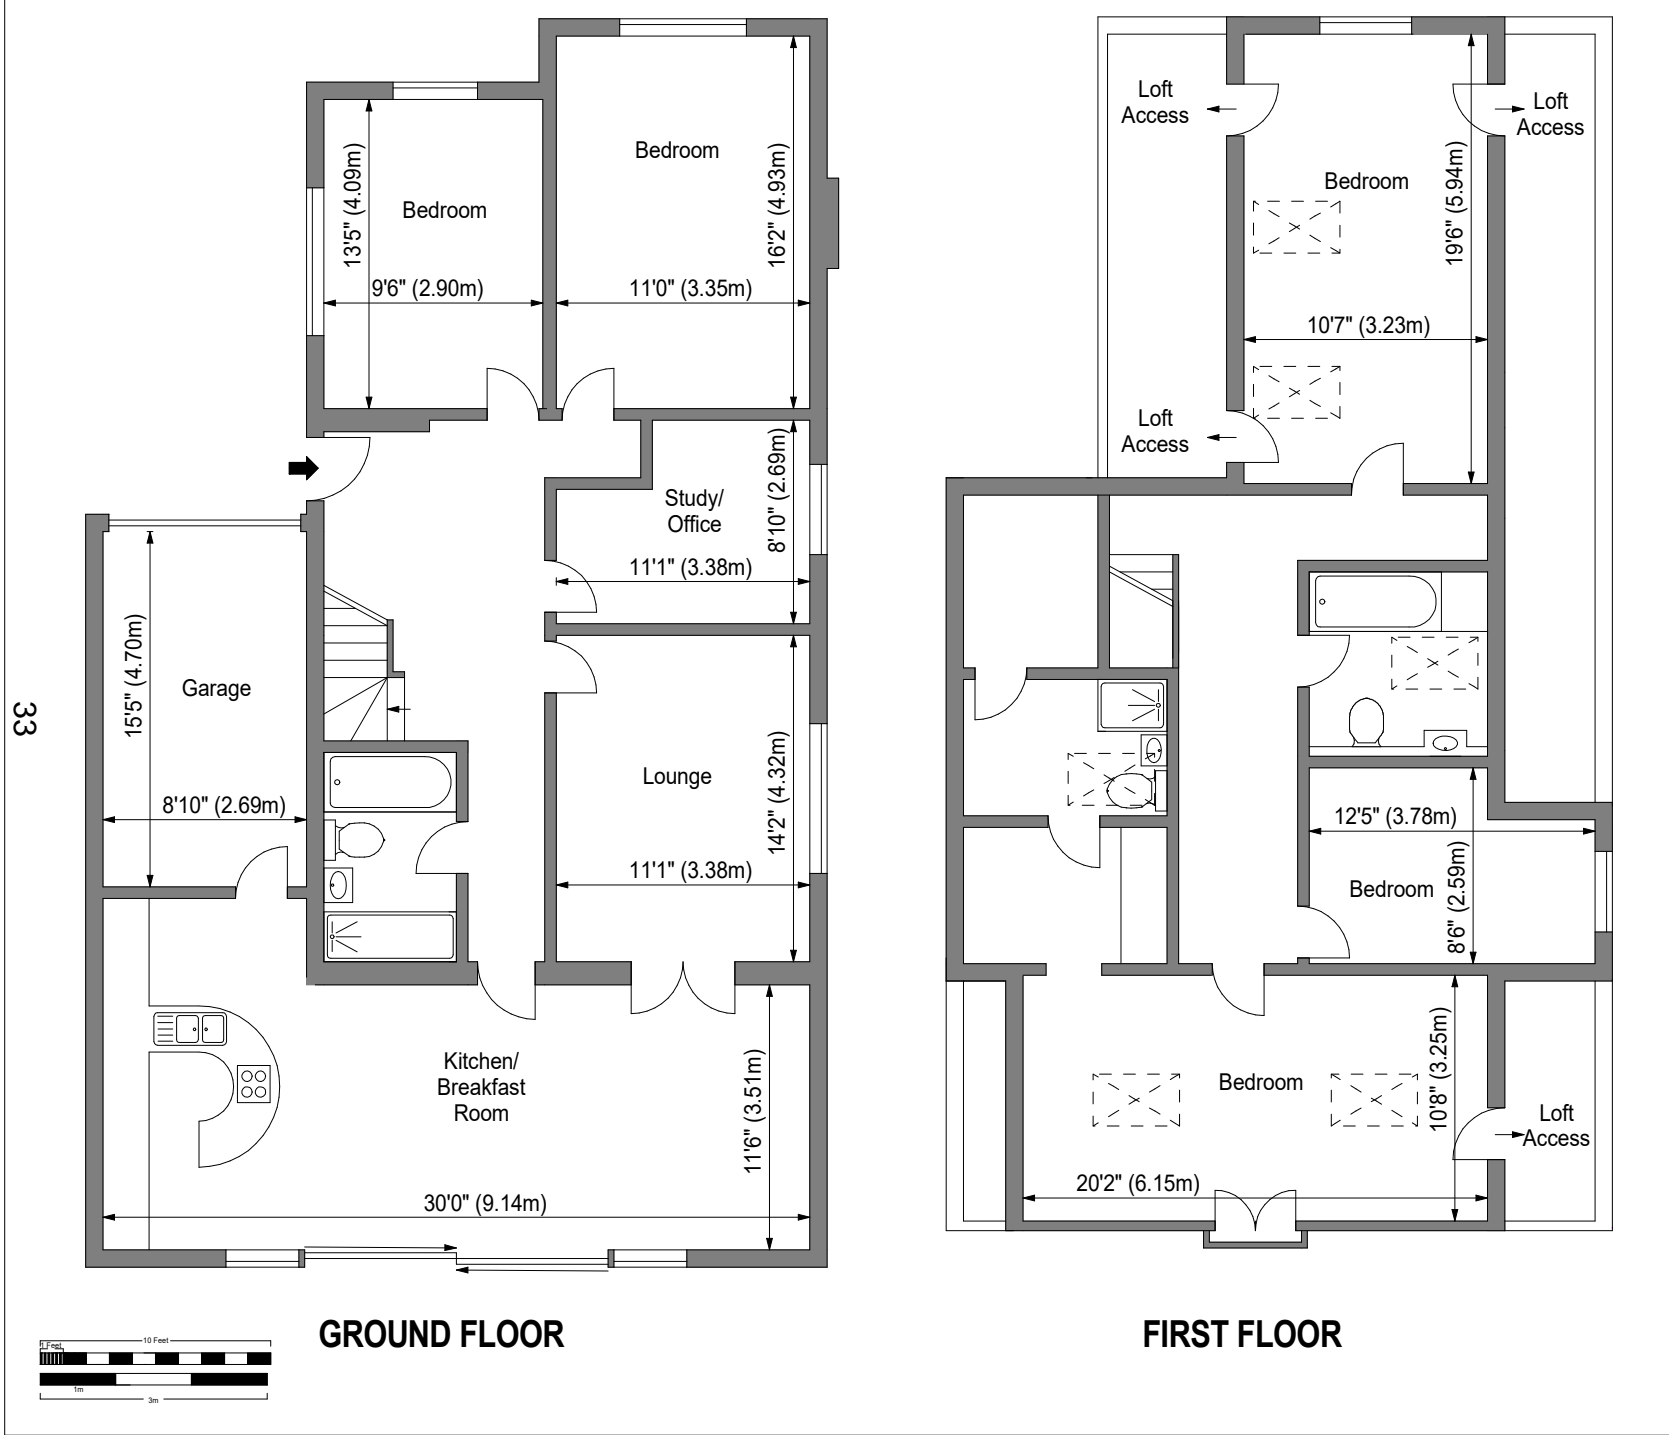 Bedroom
13'5" (4.09m)
9'6" (2.90m)
Bedroom
16'2" (4.93m)
11'0" (3.35m)
Study/
Office
8'10" (2.69m)
11'1" (3.38m)
Garage
15'5" (4.70m)
8'10" (2.69m)
Lounge
14'2" (4.32m)
11'1" (3.38m)
Kitchen/
Breakfast
Room
11'6" (3.51m)
30'0" (9.14m)
33
GROUND FLOOR
10 Feet
1 Feet
1m
3m
Loft
Access
Loft
Access
Bedroom
19'6" (5.94m)
10'7" (3.23m)
Loft
Access
12'5" (3.78m)
Bedroom
8'6" (2.59m)
Bedroom
10'8" (3.25m)
20'2" (6.15m)
Loft
Access
FIRST FLOOR